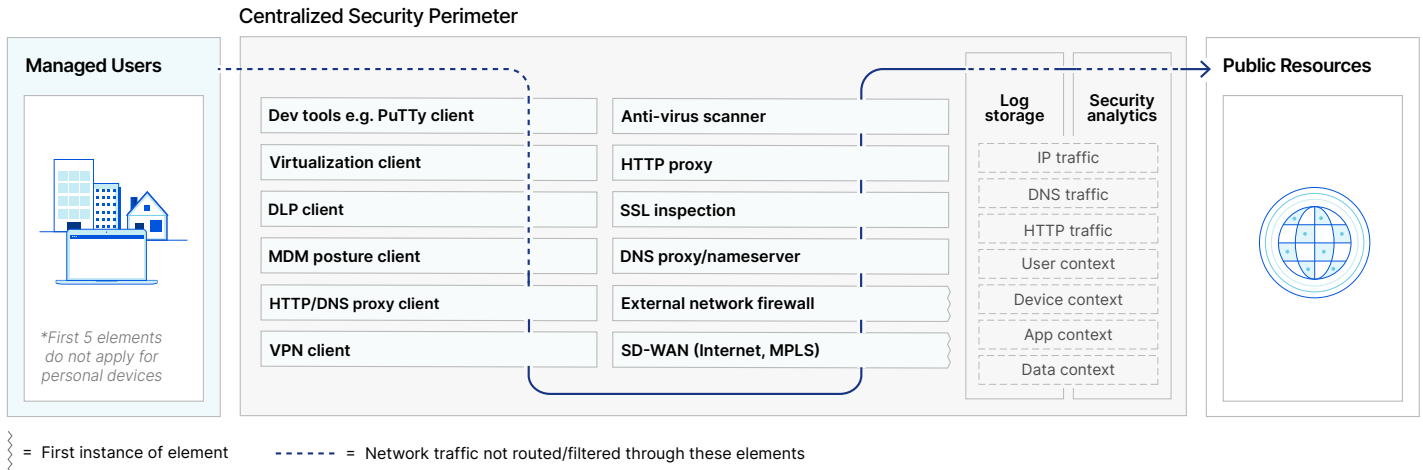 Centralized Security Perimeter
Managed Users
*First 5 elements
do not apply for
personal devices
Dev tools e.g. PuTTy client
Virtualization client
DLP client
MDM posture client
HTTP/DNS proxy client
VPN client
Anti-virus scanner
HTTP proxy
SSL inspection
DNS proxy/nameserver
External network firewall
SD-WAN (Internet, MPLS)
Log
storage
Security
analytics
IP traffic
DNS traffic
HTTP traffic
User context
Device context
App context
Data context
Public Resources
= First instance of element
= Network traffic not routed/filtered through these elements